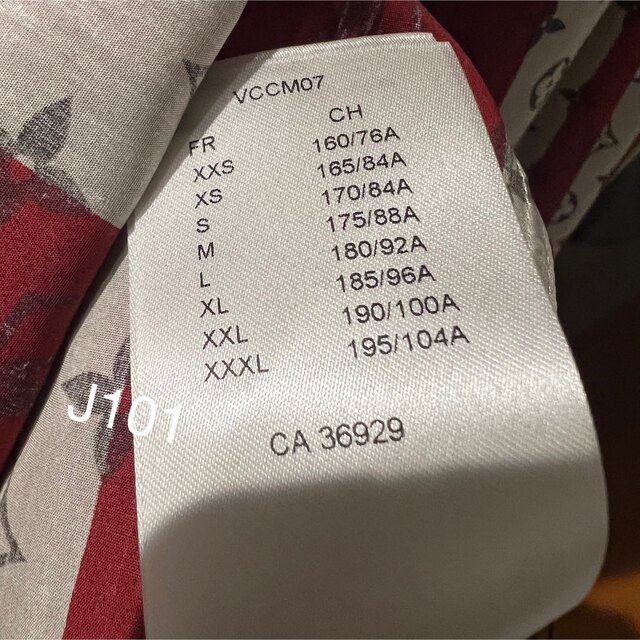 VCCM07
FR CH
XXS 160/76A
XS 165/84A
S 170/84A
M 175/88A
L 180/92A
XL 185/96A
XXL 190/100A
XXXL 195/104A
CA 36929
J101